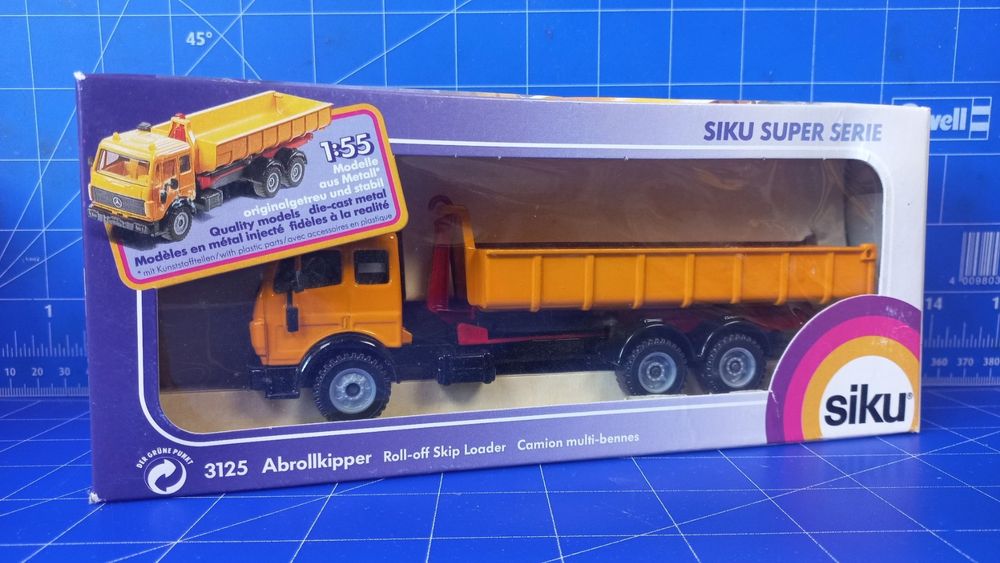 45°
SIKU SUPER SERIE
1:55
Modelle
aus Metall*
originalgetreu und stabil
Quality models die-cast metal
Modèles en métal injecté fidèles à la réalité
* mit Kunststoffteilen/with plastic parts/avec accessoires en plastique
4 009803
1
14
10 20 30
360 370 380
siku®
DER GRÜNE PUNKT
3125 Abrollkipper Roll-off Skip Loader Camion multi-bennes